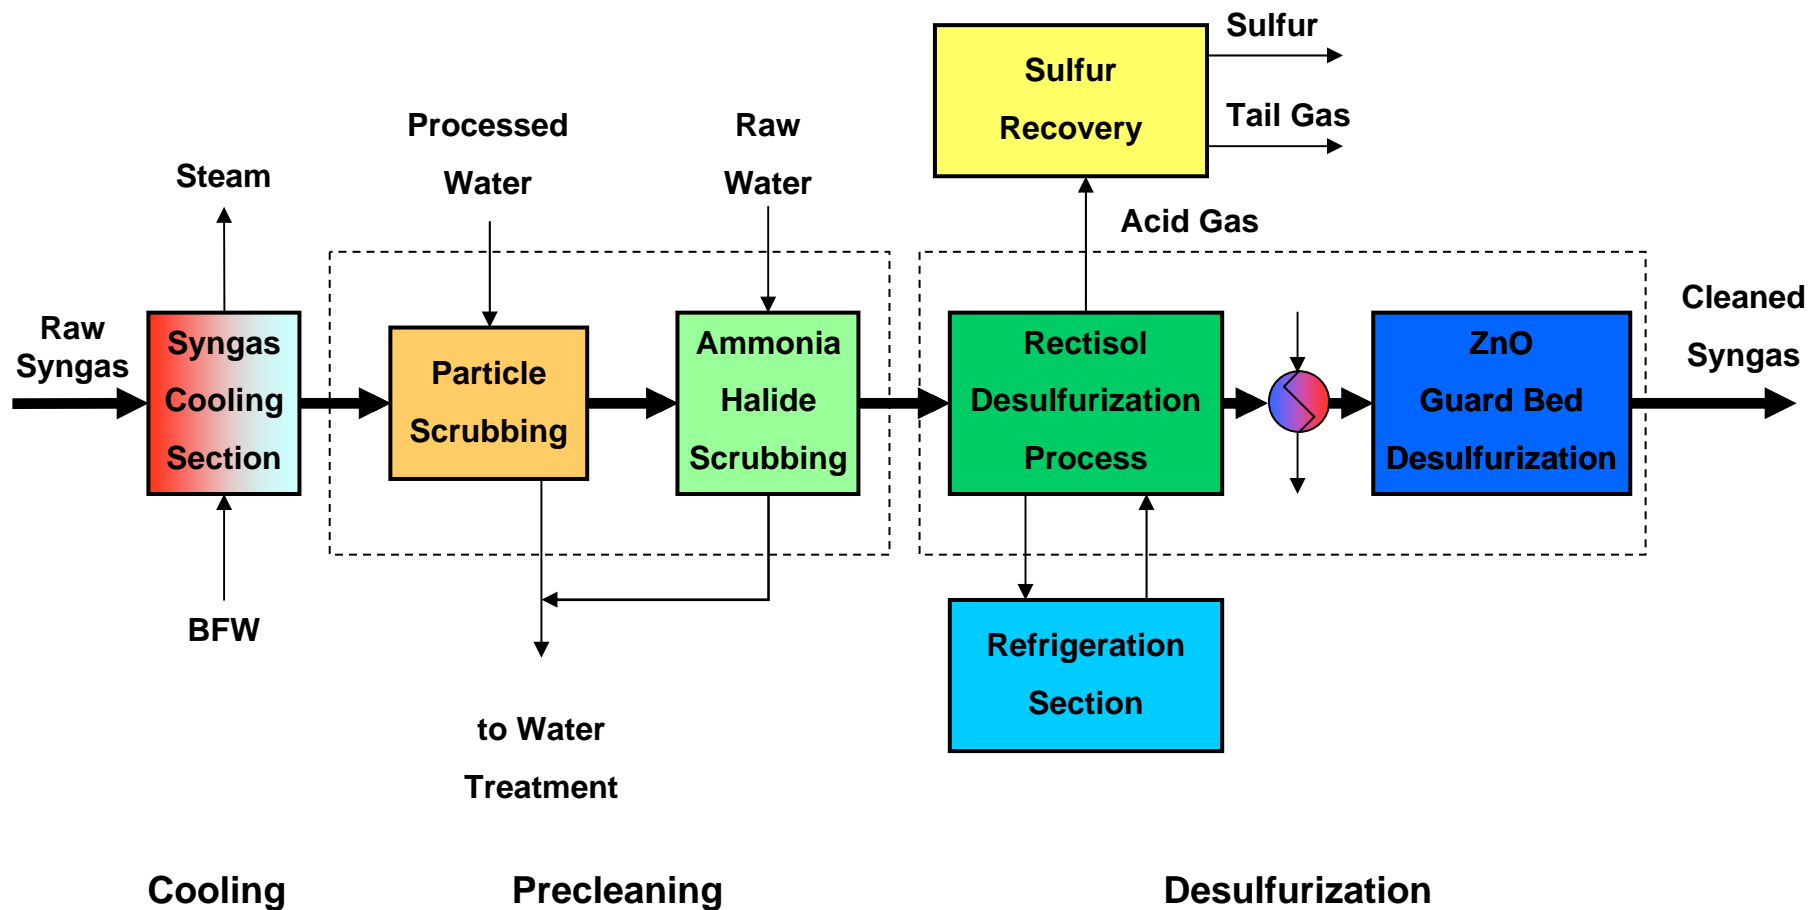 Sulfur
Sulfur
Recovery
Tail Gas
Processed
Water
Raw
Water
Steam
Acid Gas
Raw
Syngas
Syngas
Cooling
Section
Particle
Scrubbing
Ammonia
Halide
Scrubbing
Rectisol
Desulfurization
Process
ZnO
Guard Bed
Desulfurization
Cleaned
Syngas
BFW
Refrigeration
Section
to Water
Treatment
Cooling
Precleaning
Desulfurization